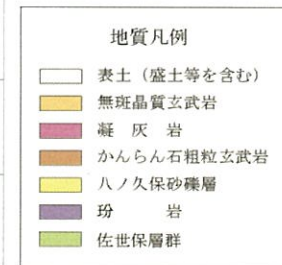 地質凡例
表土（盛土等を含む）
無斑晶質玄武岩
凝灰岩
かんらん石粗粒玄武岩
八ノ久保砂礫層
玢岩
佐世保層群